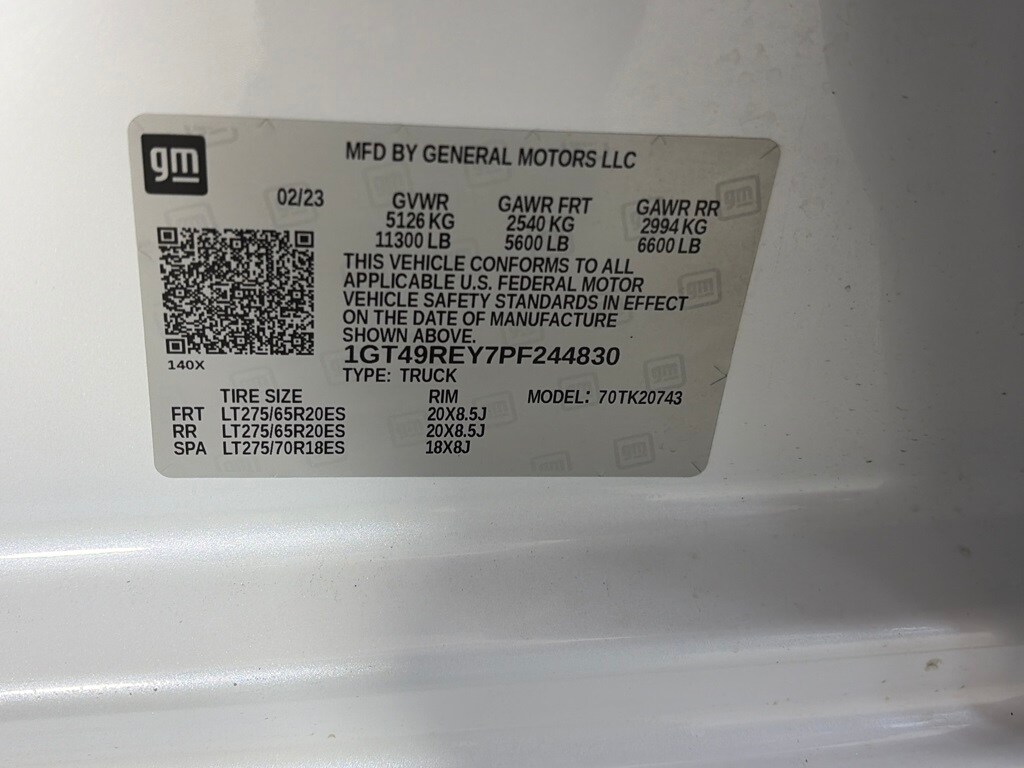 gm
MFD BY GENERAL MOTORS LLC
02/23 GVWR GAWR FRT GAWR RR
5126 KG 2540 KG 2994 KG
11300 LB 5600 LB 6600 LB
THIS VEHICLE CONFORMS TO ALL
APPLICABLE U.S. FEDERAL MOTOR
VEHICLE SAFETY STANDARDS IN EFFECT
ON THE DATE OF MANUFACTURE
SHOWN ABOVE.
1GT49REY7PF244830
140X
TYPE: TRUCK
TIRE SIZE RIM MODEL: 70TK20743
FRT LT275/65R20ES 20X8.5J
RR LT275/65R20ES 20X8.5J
SPA LT275/70R18ES 18X8J